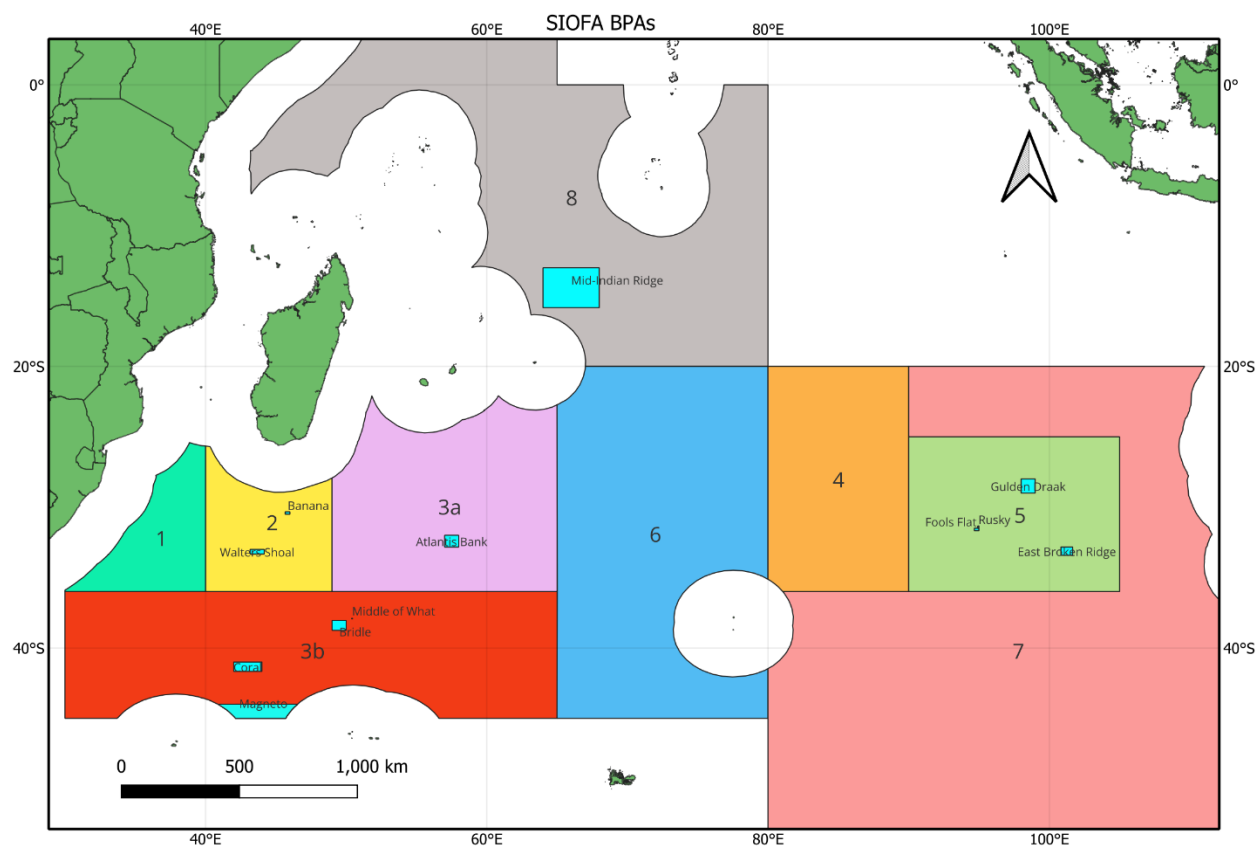 SIOFA BPAs
40°E 60°E 80°E 100°E
0° 0°
8
Mid-Indian Ridge
20°S 20°S
4
Gulden Draak
Banana
3a
5
2
Fools Flat Rusky
6
1
Atlantis Bank
Walters Shoal
East Broken Ridge
Middle of What
Bridle
40°S 40°S
3b
7
Coral
Magneto
0 500 1,000 km
40°E 60°E 80°E 100°E